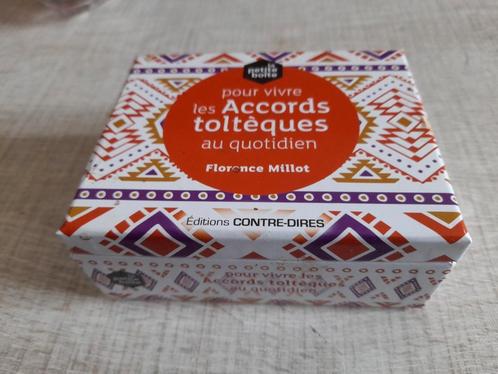 la
petite
boîte
pour vivre
les Accords
toltèques
au quotidien
Florence Millot
Éditions CONTRE-DIRES
pour vivre les
Accords toltèques
au quotidien